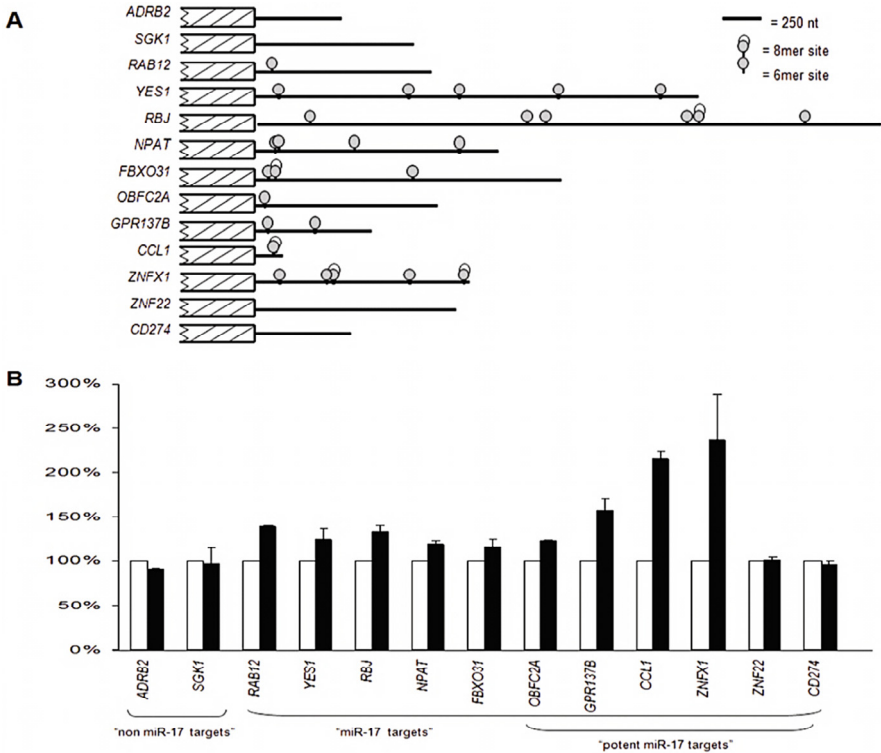 A
ADRB2
SGK1
RAB12
YES1
RBJ
NPAT
FBXO31
OBFC2A
GPR137B
CCL1
ZNFX1
ZNF22
CD274
= 250 nt
= 8mer site
= 6mer site
B
300%
250%
200%
150%
100%
50%
0%
ADRB2
SGK1
RAB12
YES1
RBJ
NPAT
FBXO31
OBFC2A
GPR137B
CCL1
ZNFX1
ZNF22
CD274
"non miR-17 targets"
"miR-17 targets"
"potent miR-17 targets"